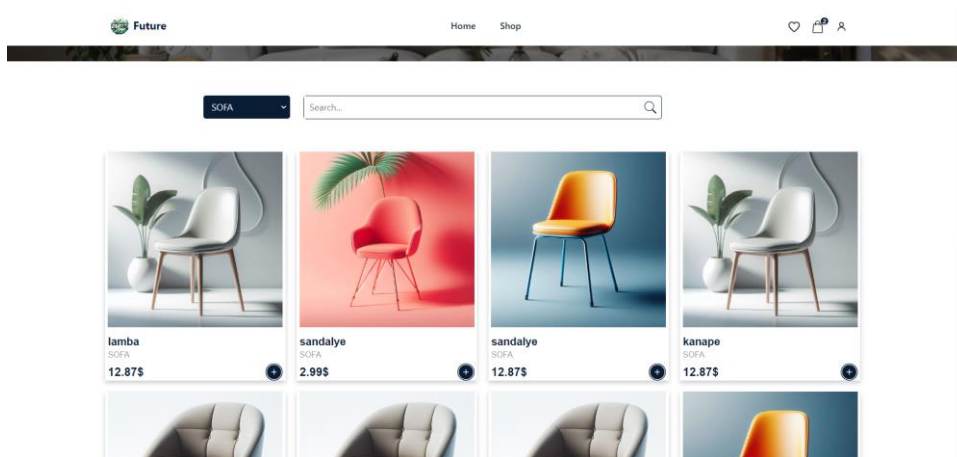 Future
Home
Shop
2
SOFA
Search...
lamba
SOFA
12.87$
sandalye
SOFA
2.99$
sandalye
SOFA
12.87$
kanape
SOFA
12.87$